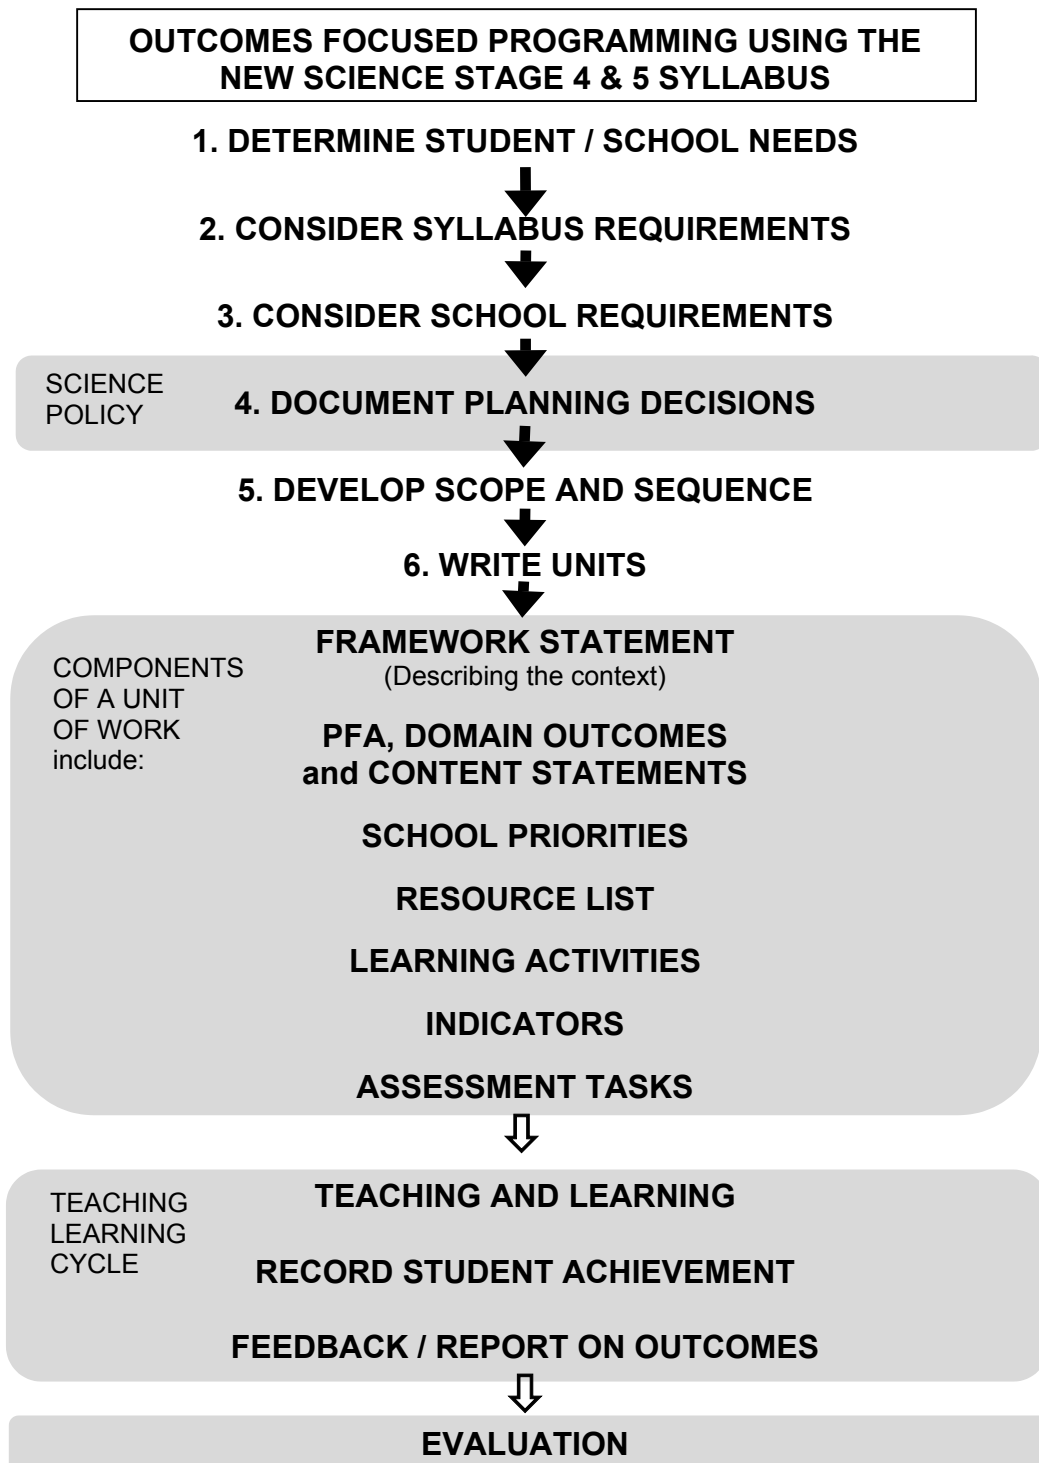 OUTCOMES FOCUSED PROGRAMMING USING THE
NEW SCIENCE STAGE 4 & 5 SYLLABUS
1. DETERMINE STUDENT / SCHOOL NEEDS
2. CONSIDER SYLLABUS REQUIREMENTS
3. CONSIDER SCHOOL REQUIREMENTS
SCIENCE
POLICY
4. DOCUMENT PLANNING DECISIONS
5. DEVELOP SCOPE AND SEQUENCE
6. WRITE UNITS
COMPONENTS
OF A UNIT
OF WORK
include:
FRAMEWORK STATEMENT
(Describing the context)
PFA, DOMAIN OUTCOMES
and CONTENT STATEMENTS
SCHOOL PRIORITIES
RESOURCE LIST
LEARNING ACTIVITIES
INDICATORS
ASSESSMENT TASKS
TEACHING
LEARNING
CYCLE
TEACHING AND LEARNING
RECORD STUDENT ACHIEVEMENT
FEEDBACK / REPORT ON OUTCOMES
EVALUATION